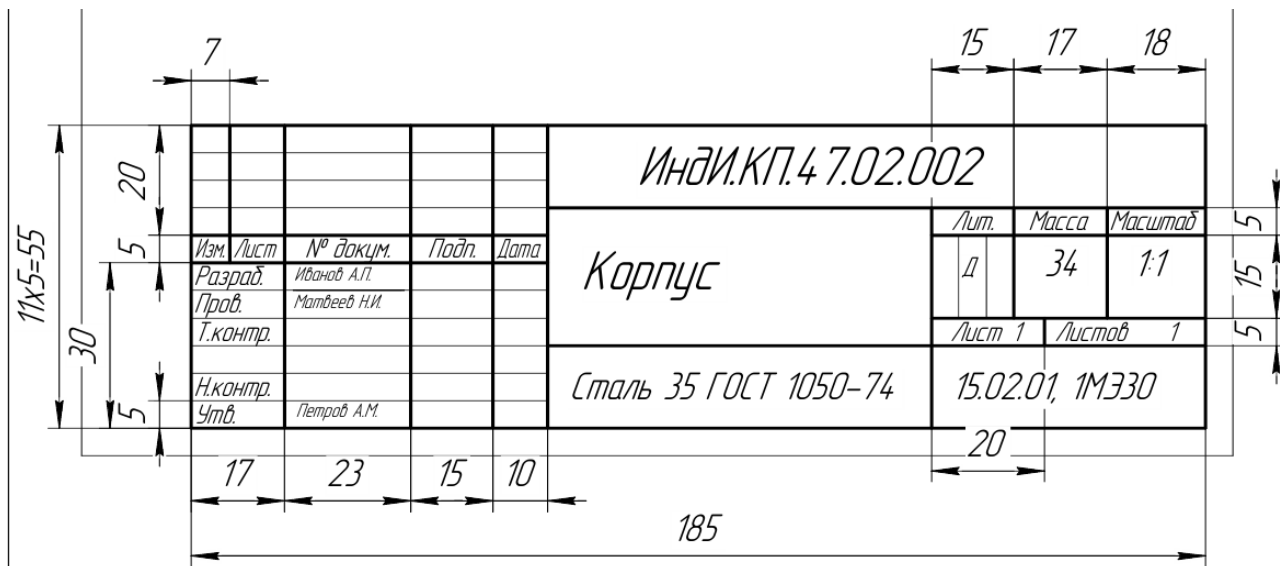 7
15 17 18
ИндИ.КП.47.02.002
20
11х5=55
5
Лит. Масса Масштаб
5
Изм. Лист № докум. Подп. Дата
Разраб. Иванов А.П.
Пров. Матвеев Н.И.
Т.контр.
Н.контр.
Утв. Петров А.М.
Корпус
Д 34 1:1
15
Лист 1 Листов 1
5
30
5
Сталь 35 ГОСТ 1050-74
15.02.01, 1МЭ30
17 23 15 10
20
185